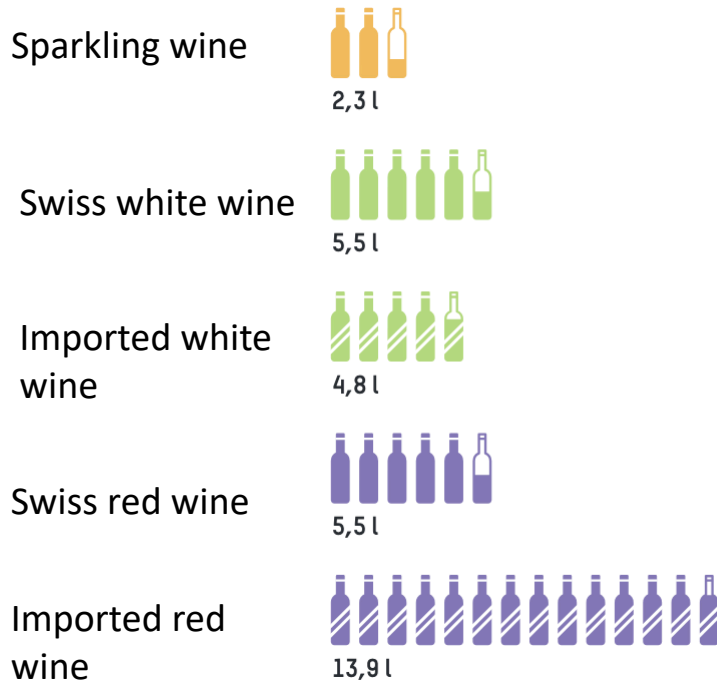 Sparkling wine
2,3 l
Swiss white wine
5,5 l
Imported white
wine
4,8 l
Swiss red wine
5,5 l
Imported red
wine
13,9 l